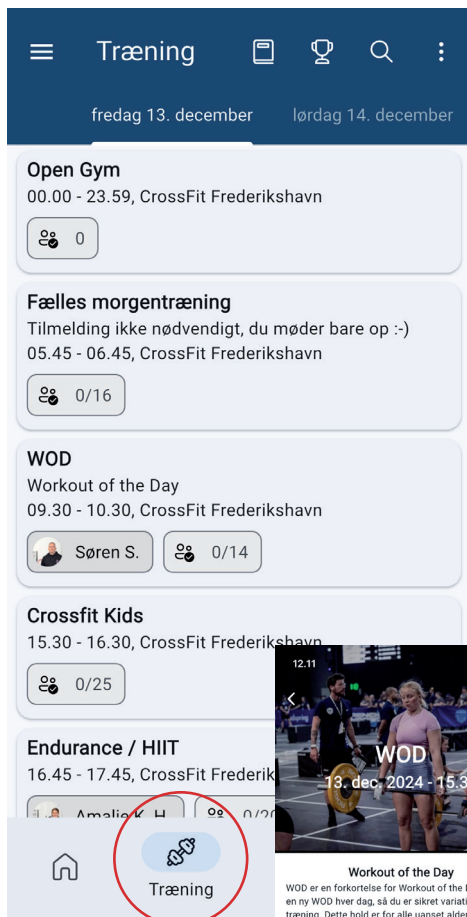 Træning
fredag 13. december
lørdag 14. december
Open Gym
00.00 - 23.59, CrossFit Frederikshavn
0
Fælles morgentræning
Tilmelding ikke nødvendigt, du møder bare op :-)
05.45 - 06.45, CrossFit Frederikshavn
0/16
WOD
Workout of the Day
09.30 - 10.30, CrossFit Frederikshavn
Søren S.
0/14
Crossfit Kids
15.30 - 16.30, CrossFit Frederikshavn
0/25
Endurance / HIIT
16.45 - 17.45, CrossFit Frederik
Amalie K. H.
0/20
Træning
12.11
WOD
13. dec. 2024 - 15.3
Workout of the Day
WOD er en forkortelse for Workout of the
en ny WOD hver dag, så du er sikret variati
træning. Dette hold er for alle uanset alder